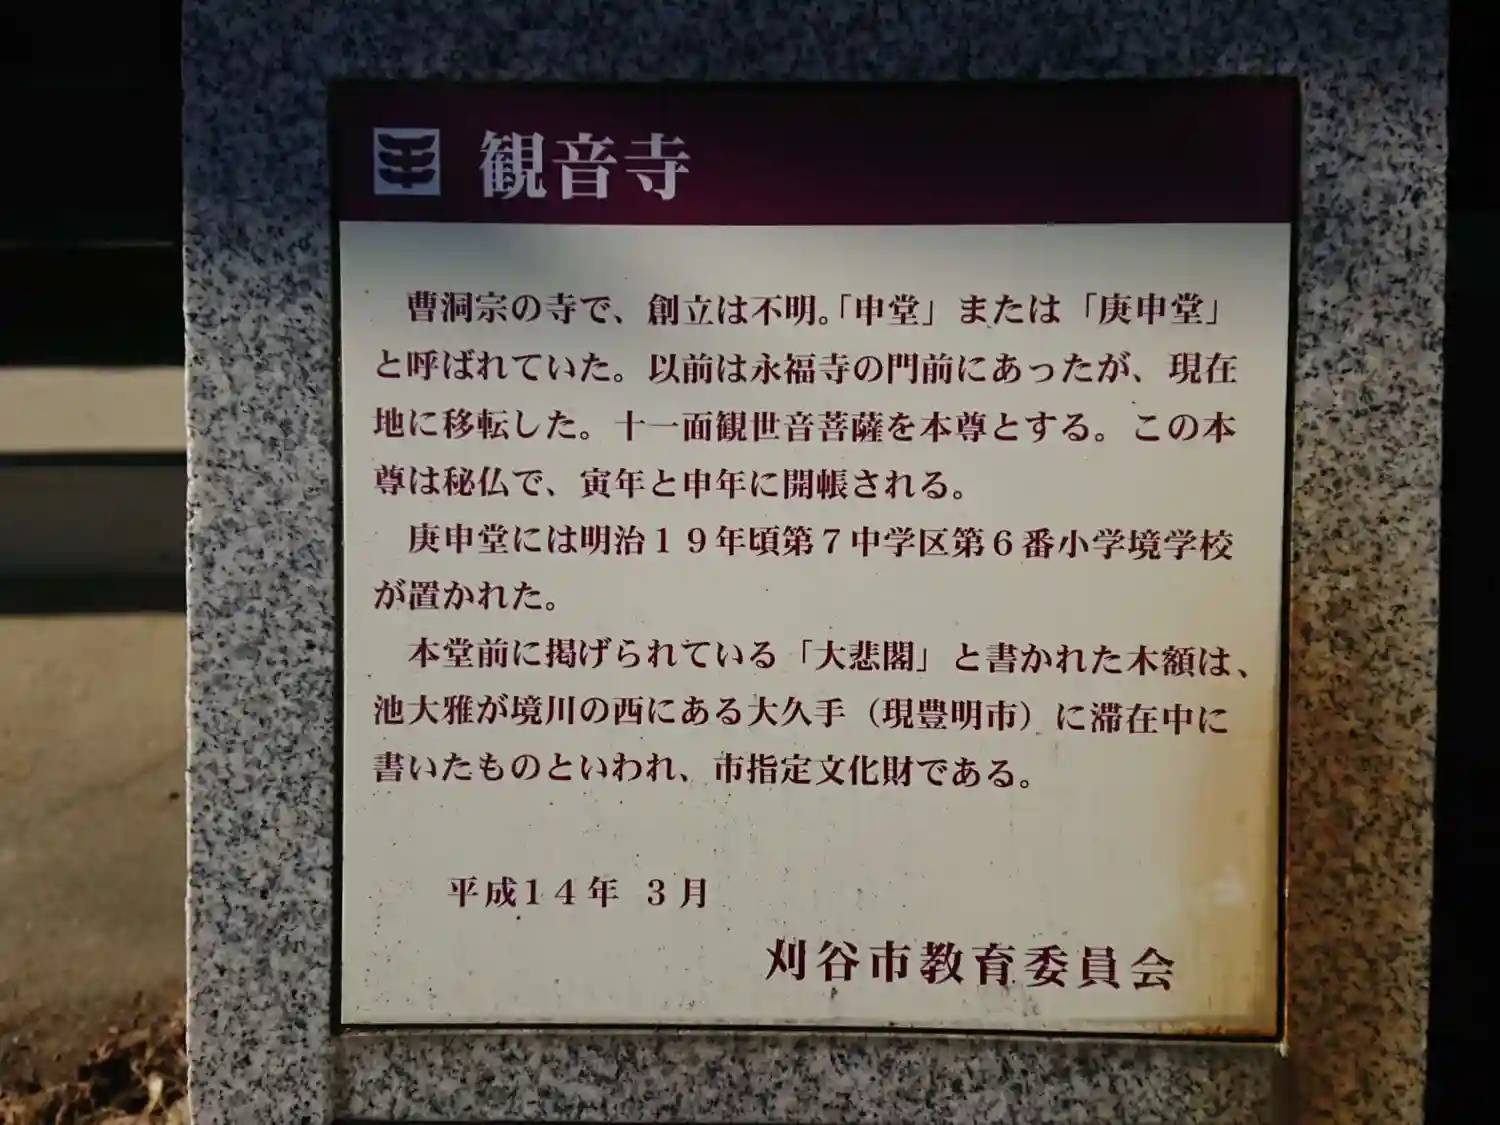 観音寺
曹洞宗の寺で、創立は不明。「申堂」または「庚申堂」
と呼ばれていた。以前は永福寺の門前にあったが、現在
地に移転した。十一面観世音菩薩を本尊とする。この本
尊は秘仏で、寅年と申年に開帳される。
庚申堂には明治１９年頃第７中学区第６番小学境学校
が置かれた。
本堂前に掲げられている「大悲閣」と書かれた木額は、
池大雅が境川の西にある大久手（現豊明市）に滞在中に
書いたものといわれ、市指定文化財である。
平成１４年 ３月
刈谷市教育委員会